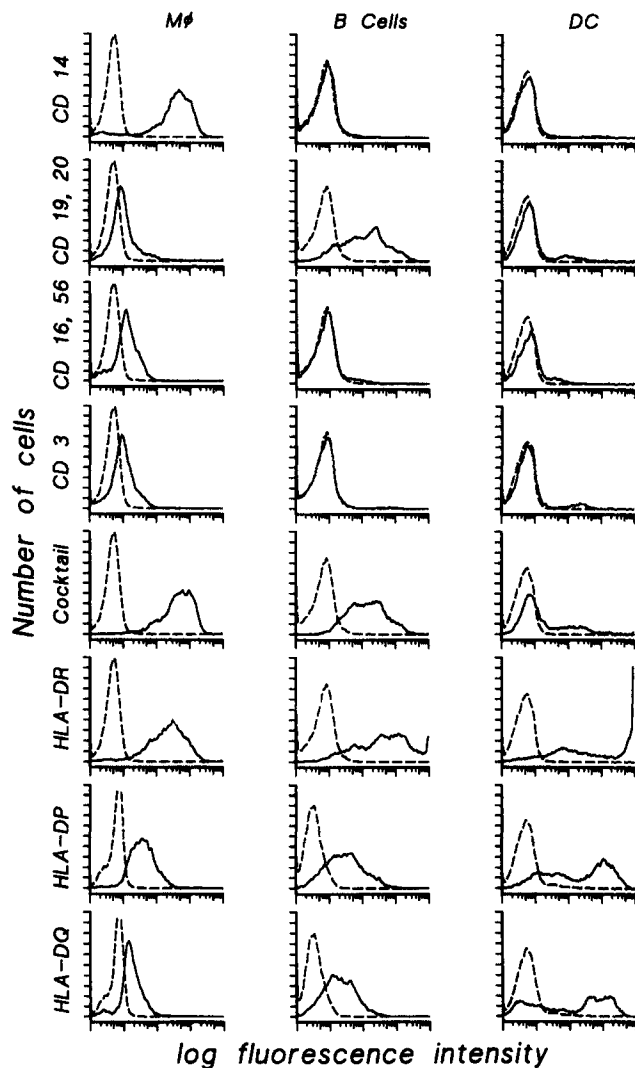 Mφ B Cells DC
CD 14
CD 19, 20
CD 16, 56
CD 3
Cocktail
HLA-DR
HLA-DP
HLA-DQ
Number of cells
log fluorescence intensity